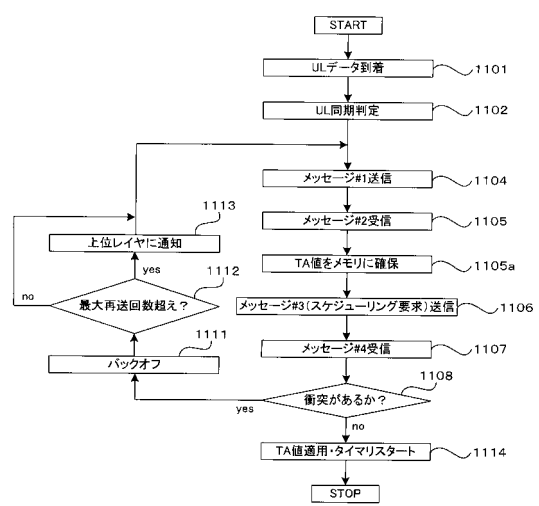 START
ULデータ到着
1101
UL同期判定
1102
メッセージ#1送信
1104
メッセージ#2受信
1105
TA値をメモリに確保
1105a
メッセージ#3(スケジューリング要求)送信
1106
メッセージ#4受信
1107
衝突があるか?
1108
yes
no
バックオフ
1111
最大再送回数超え?
1112
no
yes
上位レイヤに通知
1113
TA値適用・タイマリスタート
1114
STOP